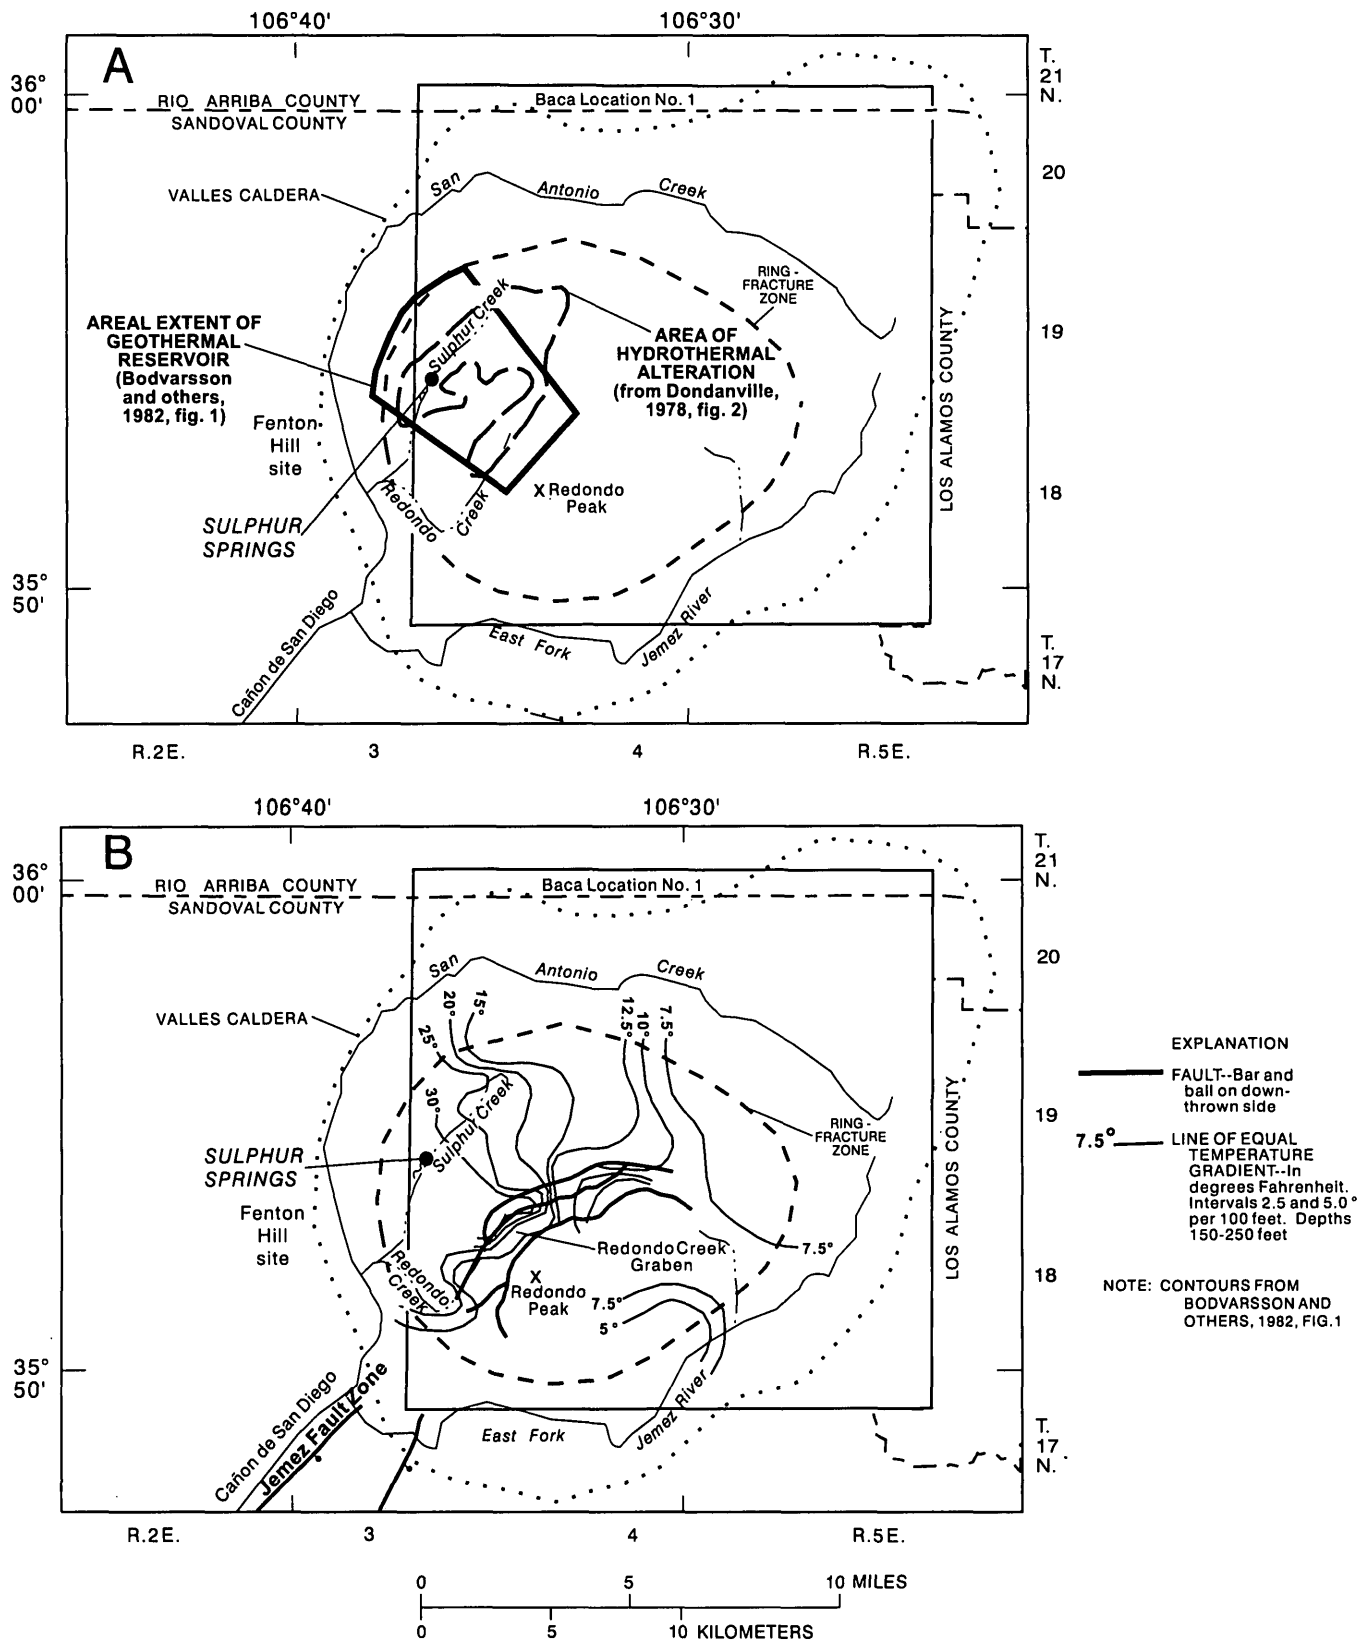 106°40'
106°30'
A
T.
21
N.
36°
00'
RIO ARRIBA COUNTY
SANDOVAL COUNTY
Baca Location No. 1
20
VALLES CALDERA
San
Antonio
Creek
RING -
FRACTURE
ZONE
Sulphur Creek
19
AREAL EXTENT OF
GEOTHERMAL
RESERVOIR
(Bodvarsson
and others,
1982, fig. 1)
AREA OF
HYDROTHERMAL
ALTERATION
(from Dondanville,
1978, fig. 2)
LOS ALAMOS COUNTY
Fenton
Hill
site
18
Redondo
Creek
X Redondo
Peak
SULPHUR
SPRINGS
35°
50'
Cañon de San Diego
East Fork
Jemez River
T.
17
N.
R.2E.
3
4
R.5E.
106°40'
106°30'
B
T.
21
N.
36°
00'
RIO ARRIBA COUNTY
SANDOVAL COUNTY
Baca Location No. 1
20
VALLES CALDERA
San
Antonio
Creek
25°
20°
15°
12.5°
10°
7.5°
30°
Sulphur Creek
19
RING -
FRACTURE
ZONE
LOS ALAMOS COUNTY
SULPHUR
SPRINGS
Fenton
Hill
site
Redondo Creek
Graben
7.5°
18
Redondo
Creek
X
Redondo
Peak
7.5°
5°
35°
50'
Cañon de San Diego
Jemez Fault Zone
East Fork
Jemez River
T.
17
N.
R.2E.
3
4
R.5E.
EXPLANATION
FAULT--Bar and
ball on down-
thrown side
7.5°
LINE OF EQUAL
TEMPERATURE
GRADIENT--In
degrees Fahrenheit.
Intervals 2.5 and 5.0°
per 100 feet. Depths
150-250 feet
NOTE: CONTOURS FROM
BODVARSSON AND
OTHERS, 1982, FIG.1
0 5 10 MILES
0 5 10 KILOMETERS